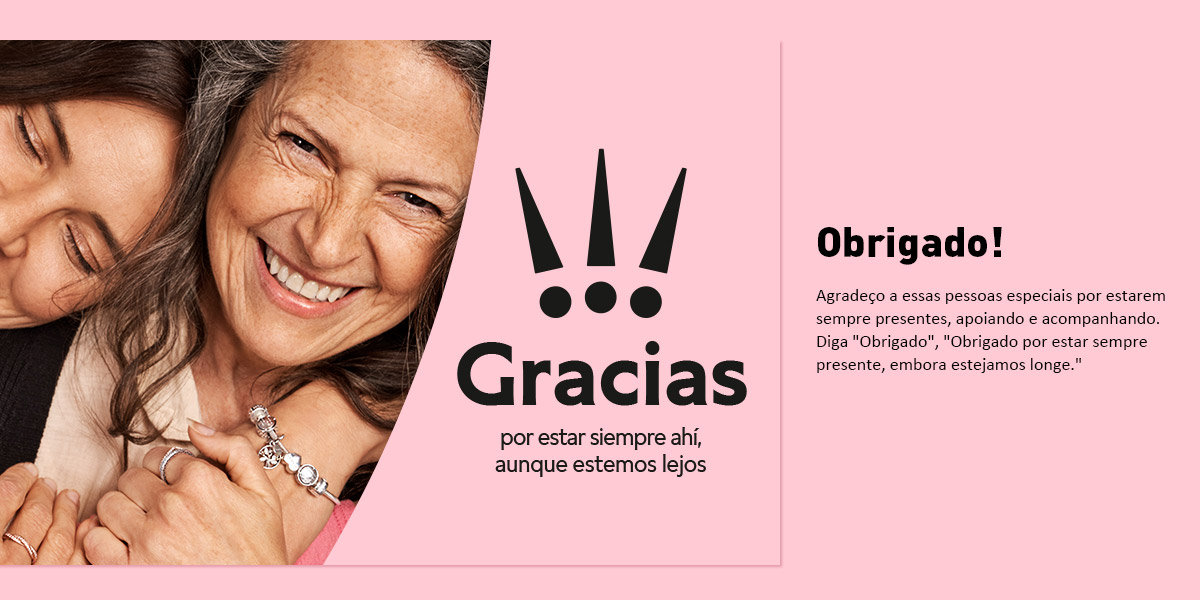 !!!
Gracias
por estar siempre ahí,
aunque estemos lejos
Obrigado!
Agradeço a essas pessoas especiais por estarem
sempre presentes, apoiando e acompanhando.
Diga "Obrigado", "Obrigado por estar sempre
presente, embora estejamos longe."